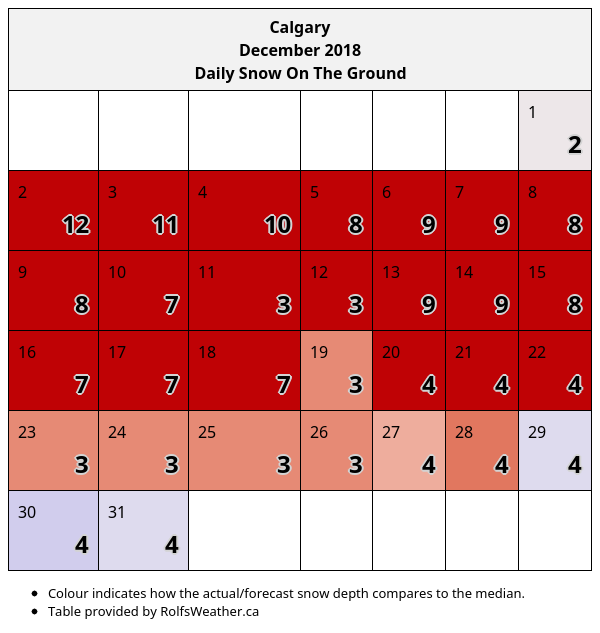 Calgary
December 2018
Daily Snow On The Ground
1
2
2 3 4 5 6 7 8
12 11 10 8 9 9 8
9 10 11 12 13 14 15
8 7 3 3 9 9 8
16 17 18 19 20 21 22
7 7 7 3 4 4 4
23 24 25 26 27 28 29
3 3 3 3 4 4 4
30 31
4 4
• Colour indicates how the actual/forecast snow depth compares to the median.
• Table provided by RolfsWeather.ca